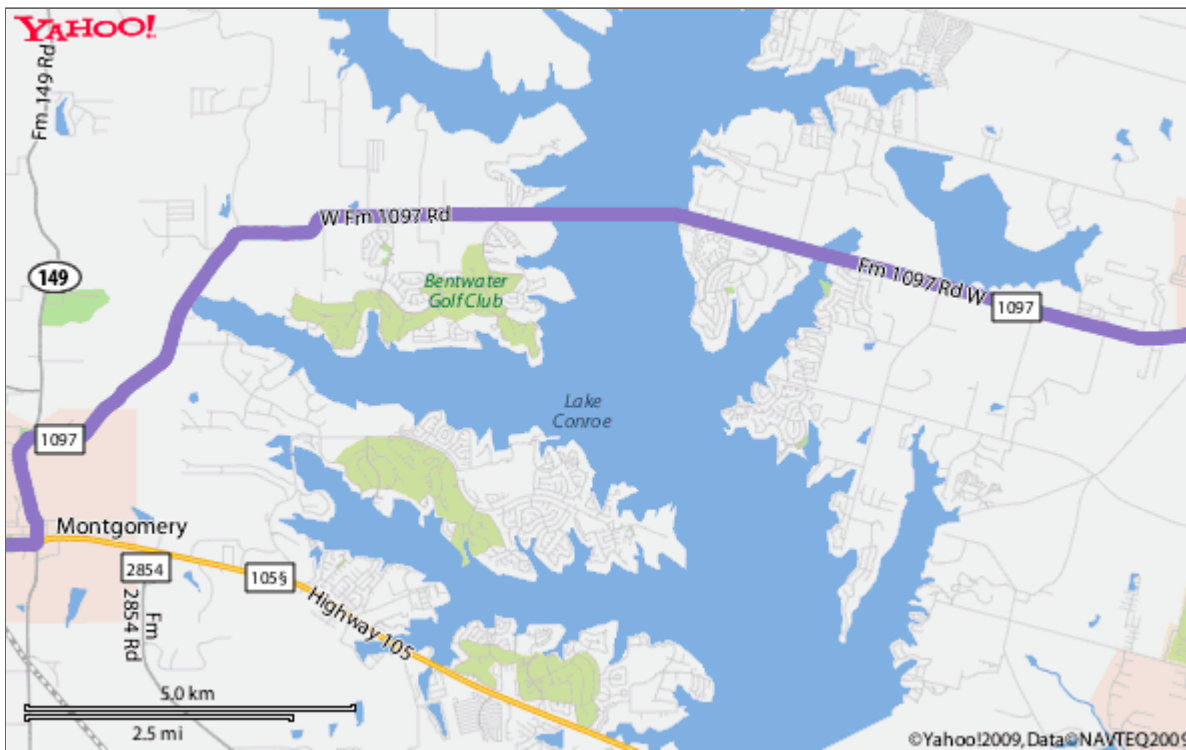 YAHOO!
Fm 149 Rd
W Fm 1097 Rd
149
Bentwater
Golf Club
Fm 1097 Rd W
1097
Lake
Conroe
1097
Montgomery
2854
105§
Highway 105
Fm
2854 Rd
5.0 km
2.5 mi
©Yahoo!2009, Data©NAVTEQ2009